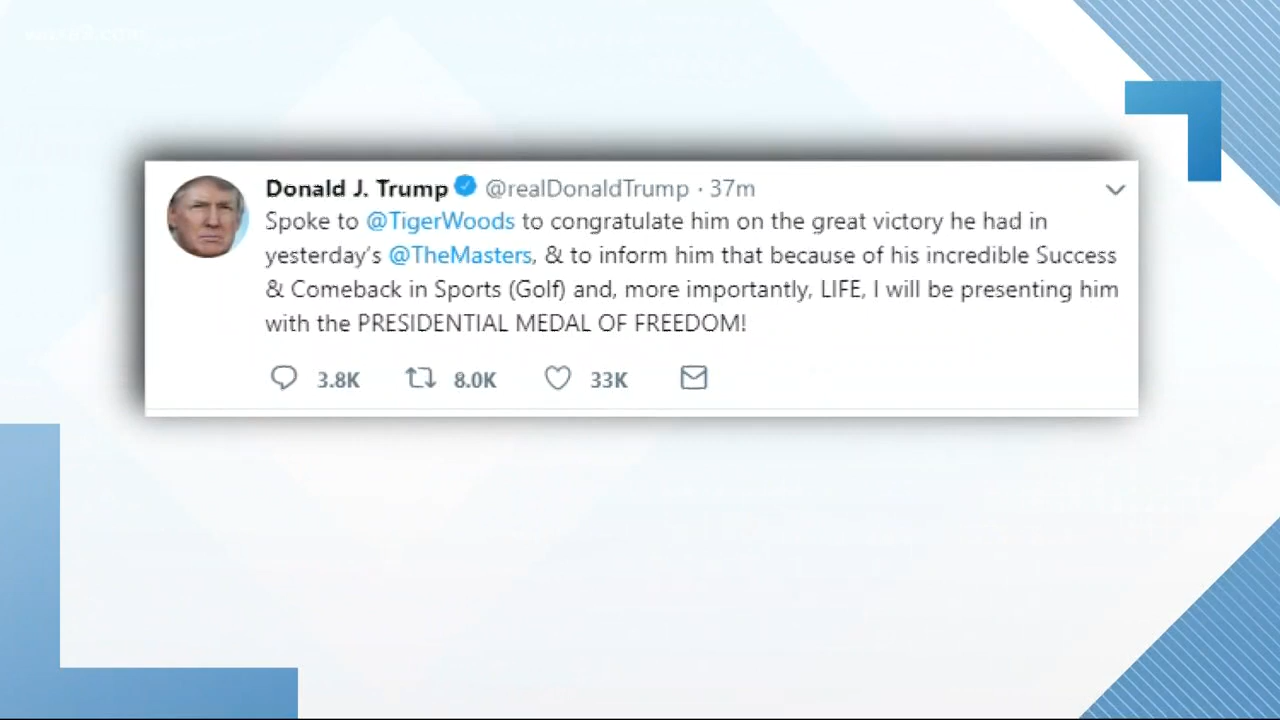 Donald J. Trump @realDonaldTrump · 37m
Spoke to @TigerWoods to congratulate him on the great victory he had in
yesterday's @TheMasters, & to inform him that because of his incredible Success
& Comeback in Sports (Golf) and, more importantly, LIFE, I will be presenting him
with the PRESIDENTIAL MEDAL OF FREEDOM!
3.8K 8.0K 33K